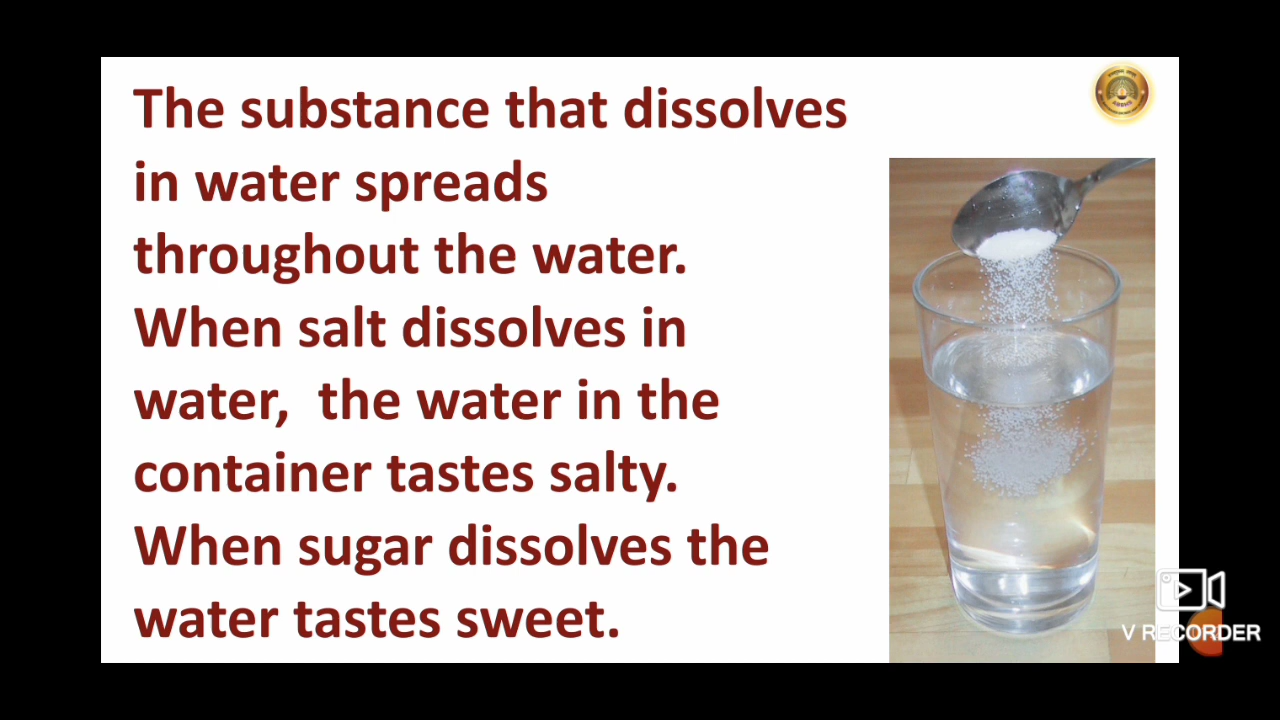 The substance that dissolves
in water spreads
throughout the water.
When salt dissolves in
water,  the water in the
container tastes salty.
When sugar dissolves the
water tastes sweet.
V RECORDER